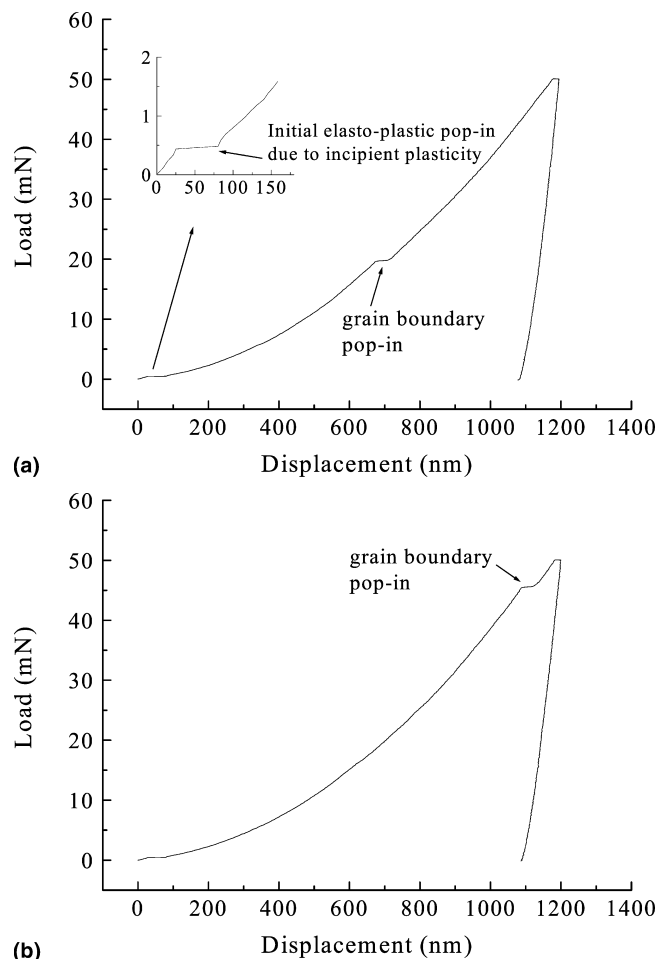 60
50
40
30
20
10
0
Load (mN)
2
1
0
0 50 100 150
Initial elasto-plastic pop-in
due to incipient plasticity
grain boundary
pop-in
0 200 400 600 800 1000 1200 1400
(a)
Displacement (nm)
60
50
40
30
20
10
0
Load (mN)
grain boundary
pop-in
0 200 400 600 800 1000 1200 1400
(b)
Displacement (nm)